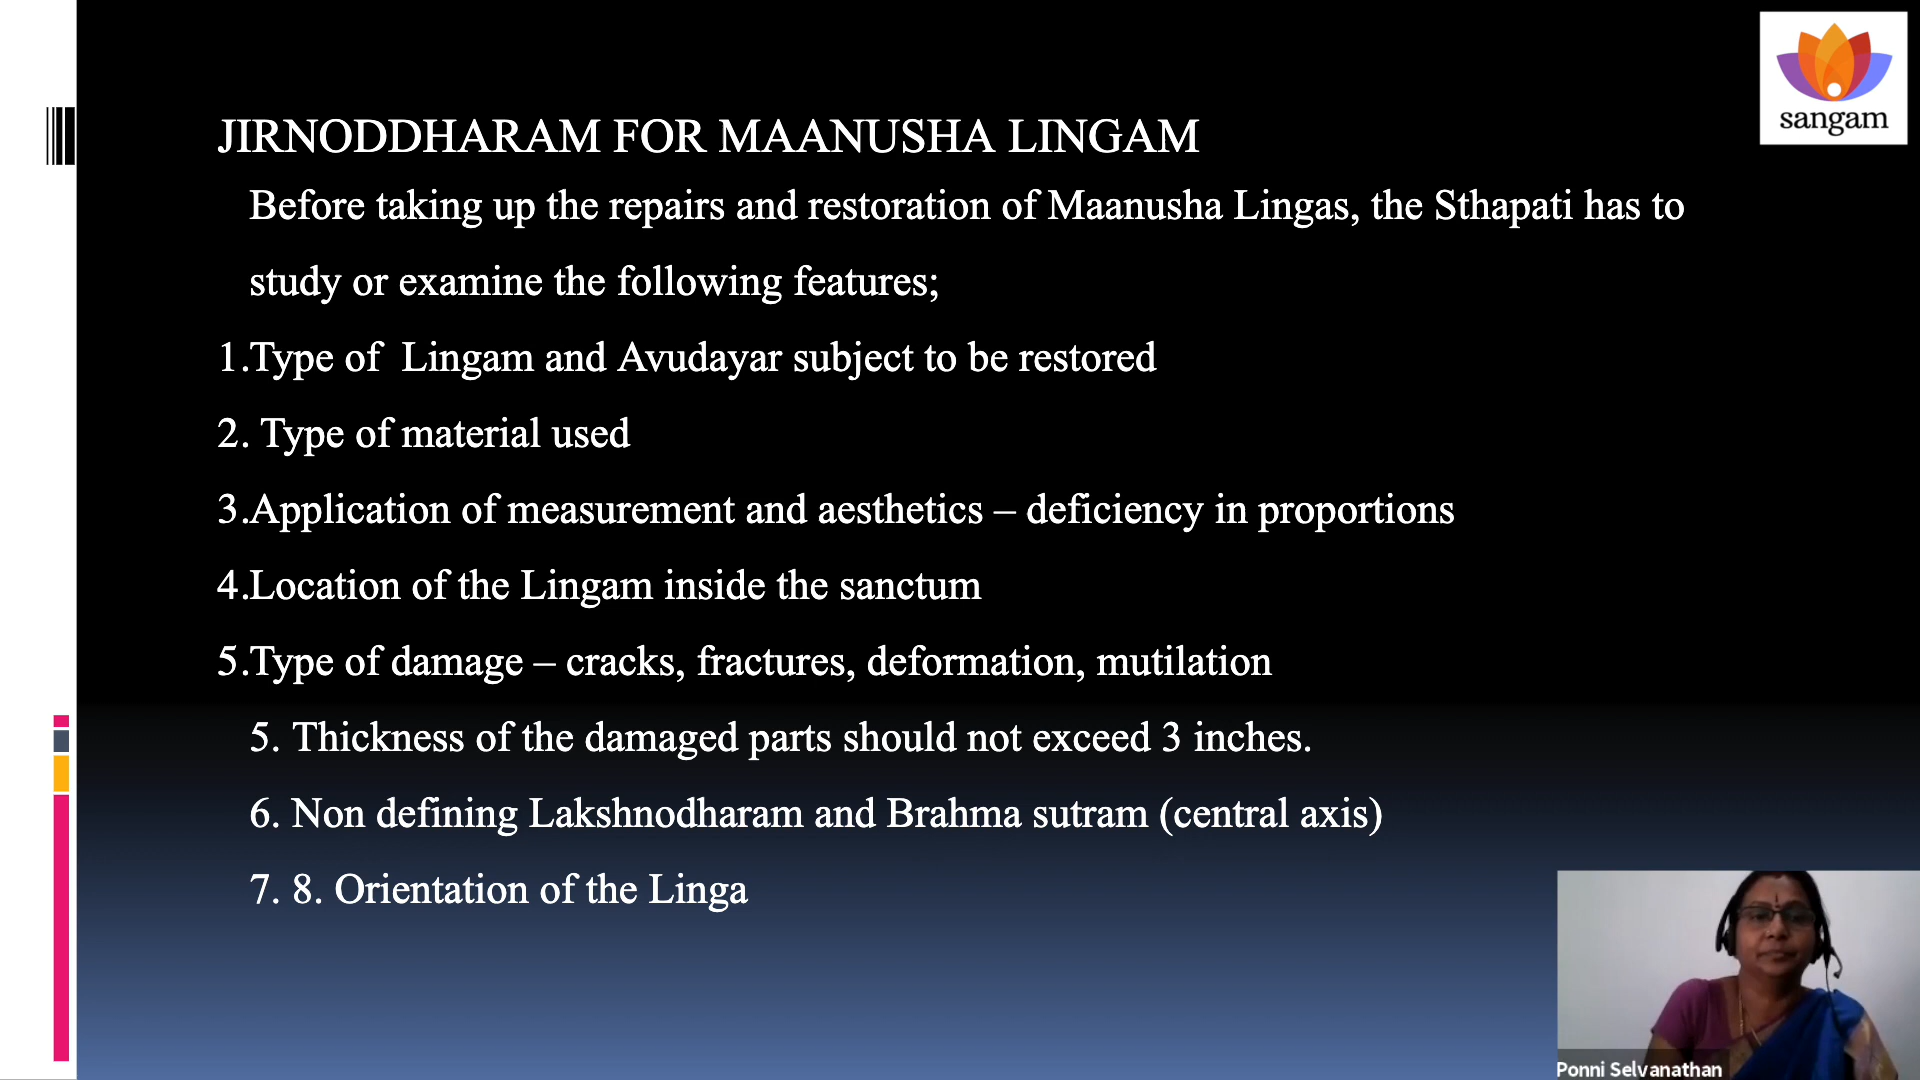 sangam
JIRNODDHARAM FOR MAANUSHA LINGAM
Before taking up the repairs and restoration of Maanusha Lingas, the Sthapati has to
study or examine the following features;
1.Type of  Lingam and Avudayar subject to be restored
2. Type of material used
3.Application of measurement and aesthetics – deficiency in proportions
4.Location of the Lingam inside the sanctum
5.Type of damage – cracks, fractures, deformation, mutilation
5. Thickness of the damaged parts should not exceed 3 inches.
6. Non defining Lakshnodharam and Brahma sutram (central axis)
7. 8. Orientation of the Linga
Ponni Selvanathan